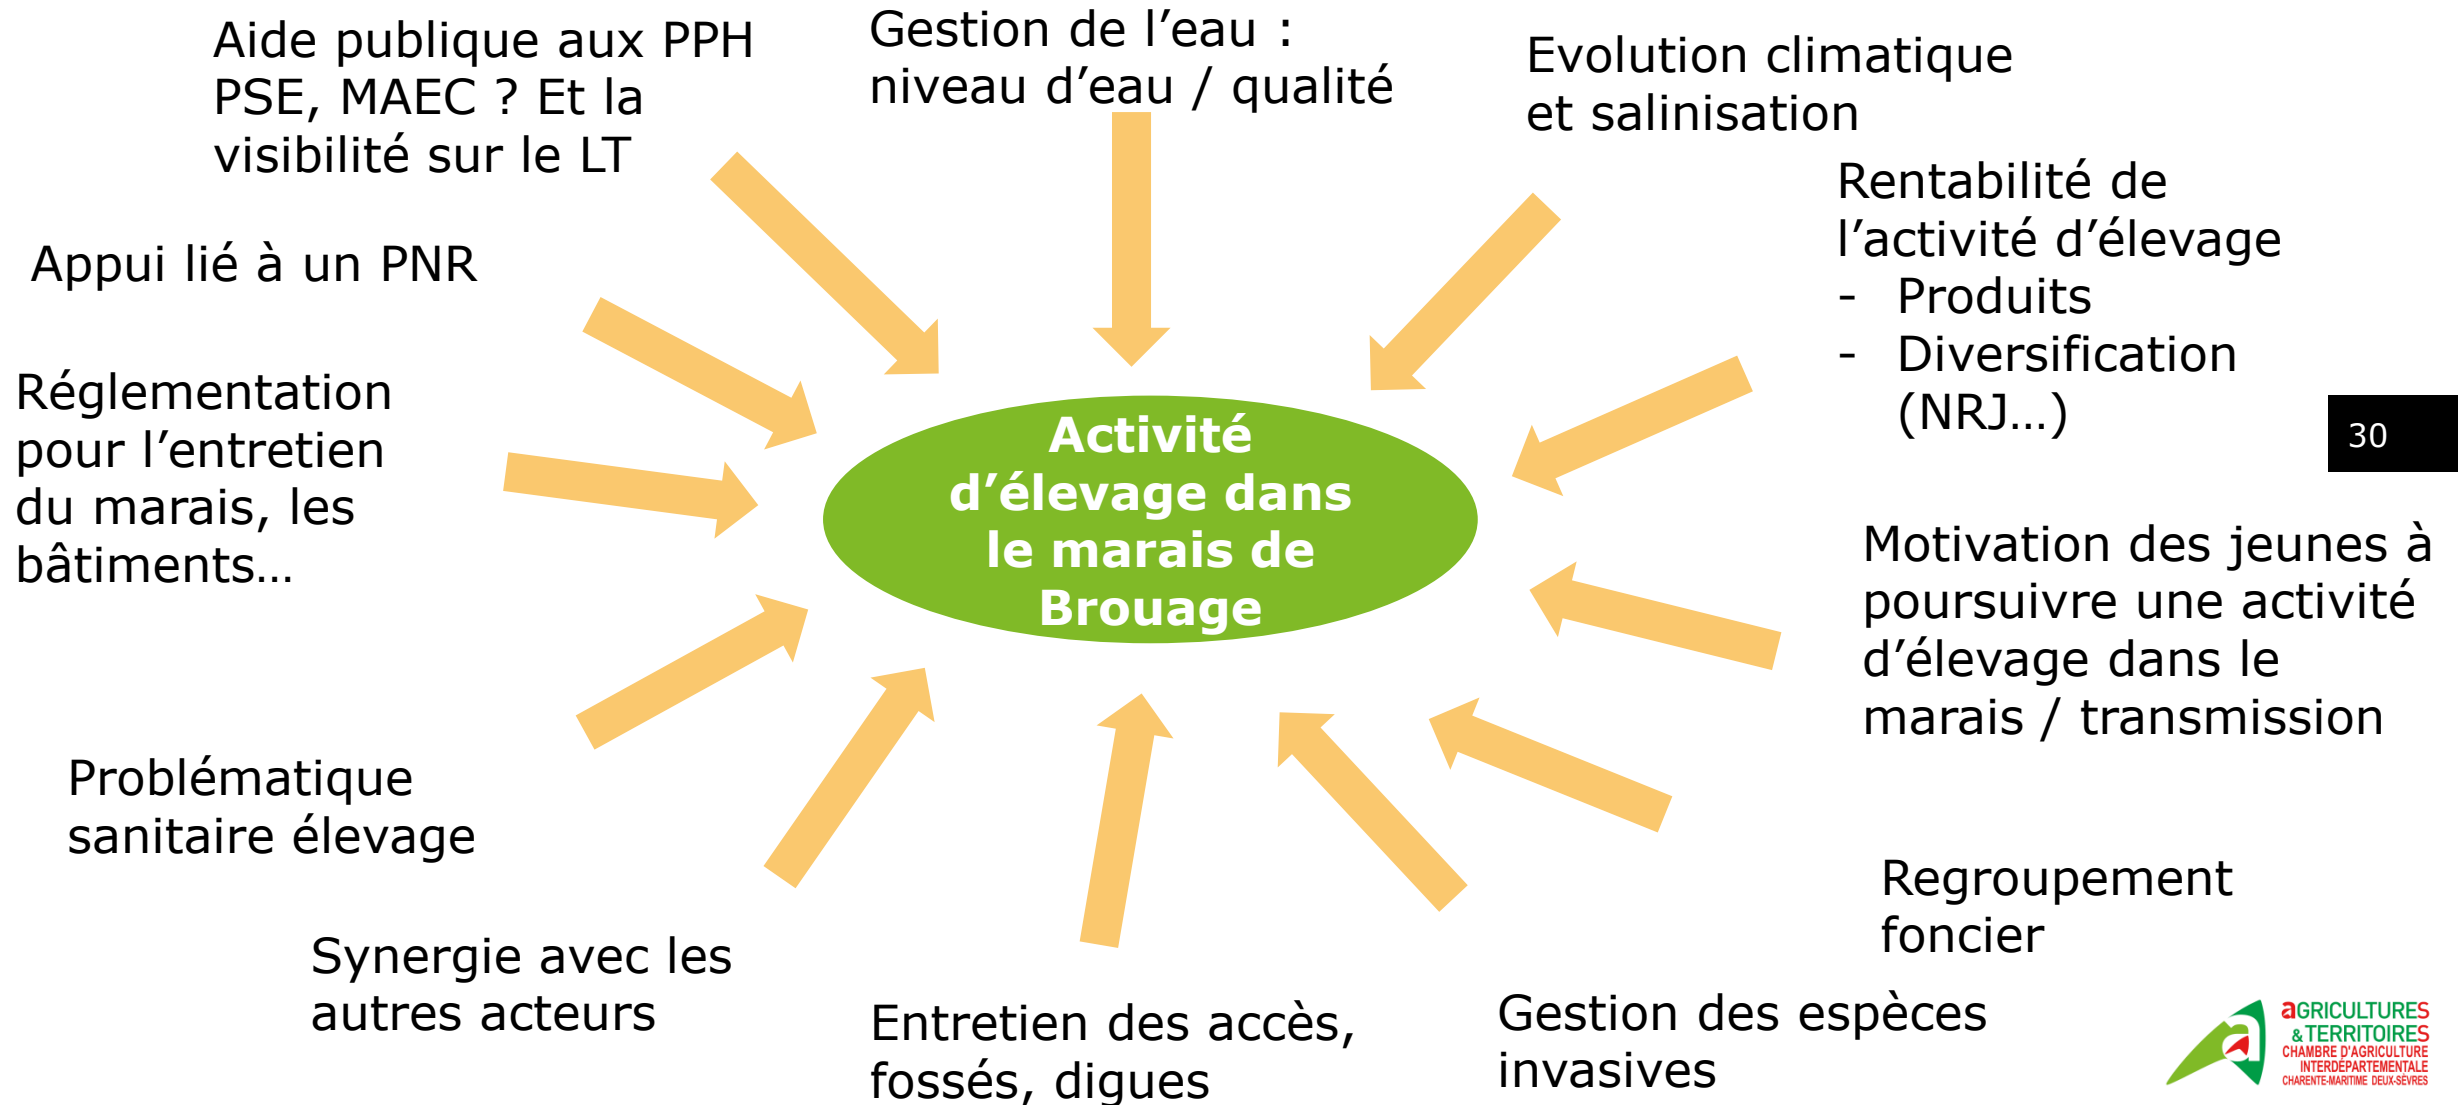 Aide publique aux PPH
PSE, MAEC ? Et la
visibilité sur le LT
Gestion de l’eau :
niveau d’eau / qualité
Evolution climatique
et salinisation
Rentabilité de
l’activité d’élevage
- Produits
- Diversification
(NRJ…)
30
Appui lié à un PNR
Réglementation
pour l’entretien
du marais, les
bâtiments…
Activité
d’élevage dans
le marais de
Brouage
Motivation des jeunes à
poursuivre une activité
d’élevage dans le
marais / transmission
Problématique
sanitaire élevage
Regroupement
foncier
Synergie avec les
autres acteurs
Entretien des accès,
fossés, digues
Gestion des espèces
invasives
aGRICULTURES
&TERRITOIRES
CHAMBRE D’AGRICULTURE
INTERDÉPARTEMENTALE
CHARENTE-MARITIME DEUX-SÈVRES